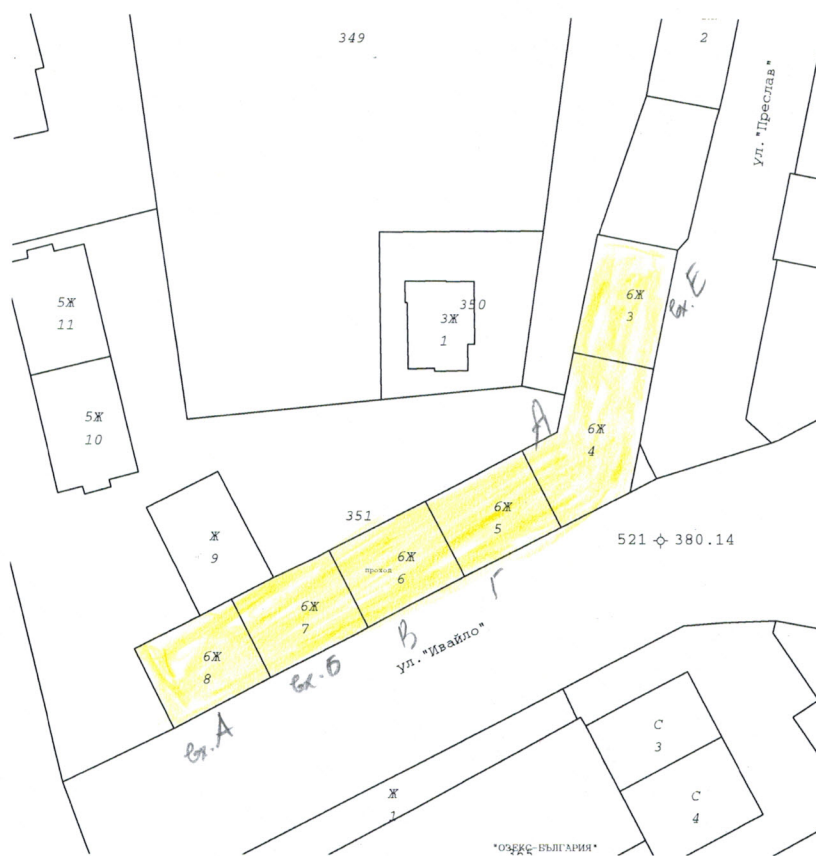 349
2
ул."Преслав"
6Ж
3
вх. Е
350
3Ж
1
5Ж
11
5Ж
10
6Ж
4
Д
351
6Ж
5
521 380.14
Ж
9
6Ж
проход
6
Г
6Ж
7
В
ул."Ивайло"
6Ж
8
вх. Б
вх. А
С
3
Ж
1
С
4
"ОЗЕКС-БЪЛГАРИЯ"
365